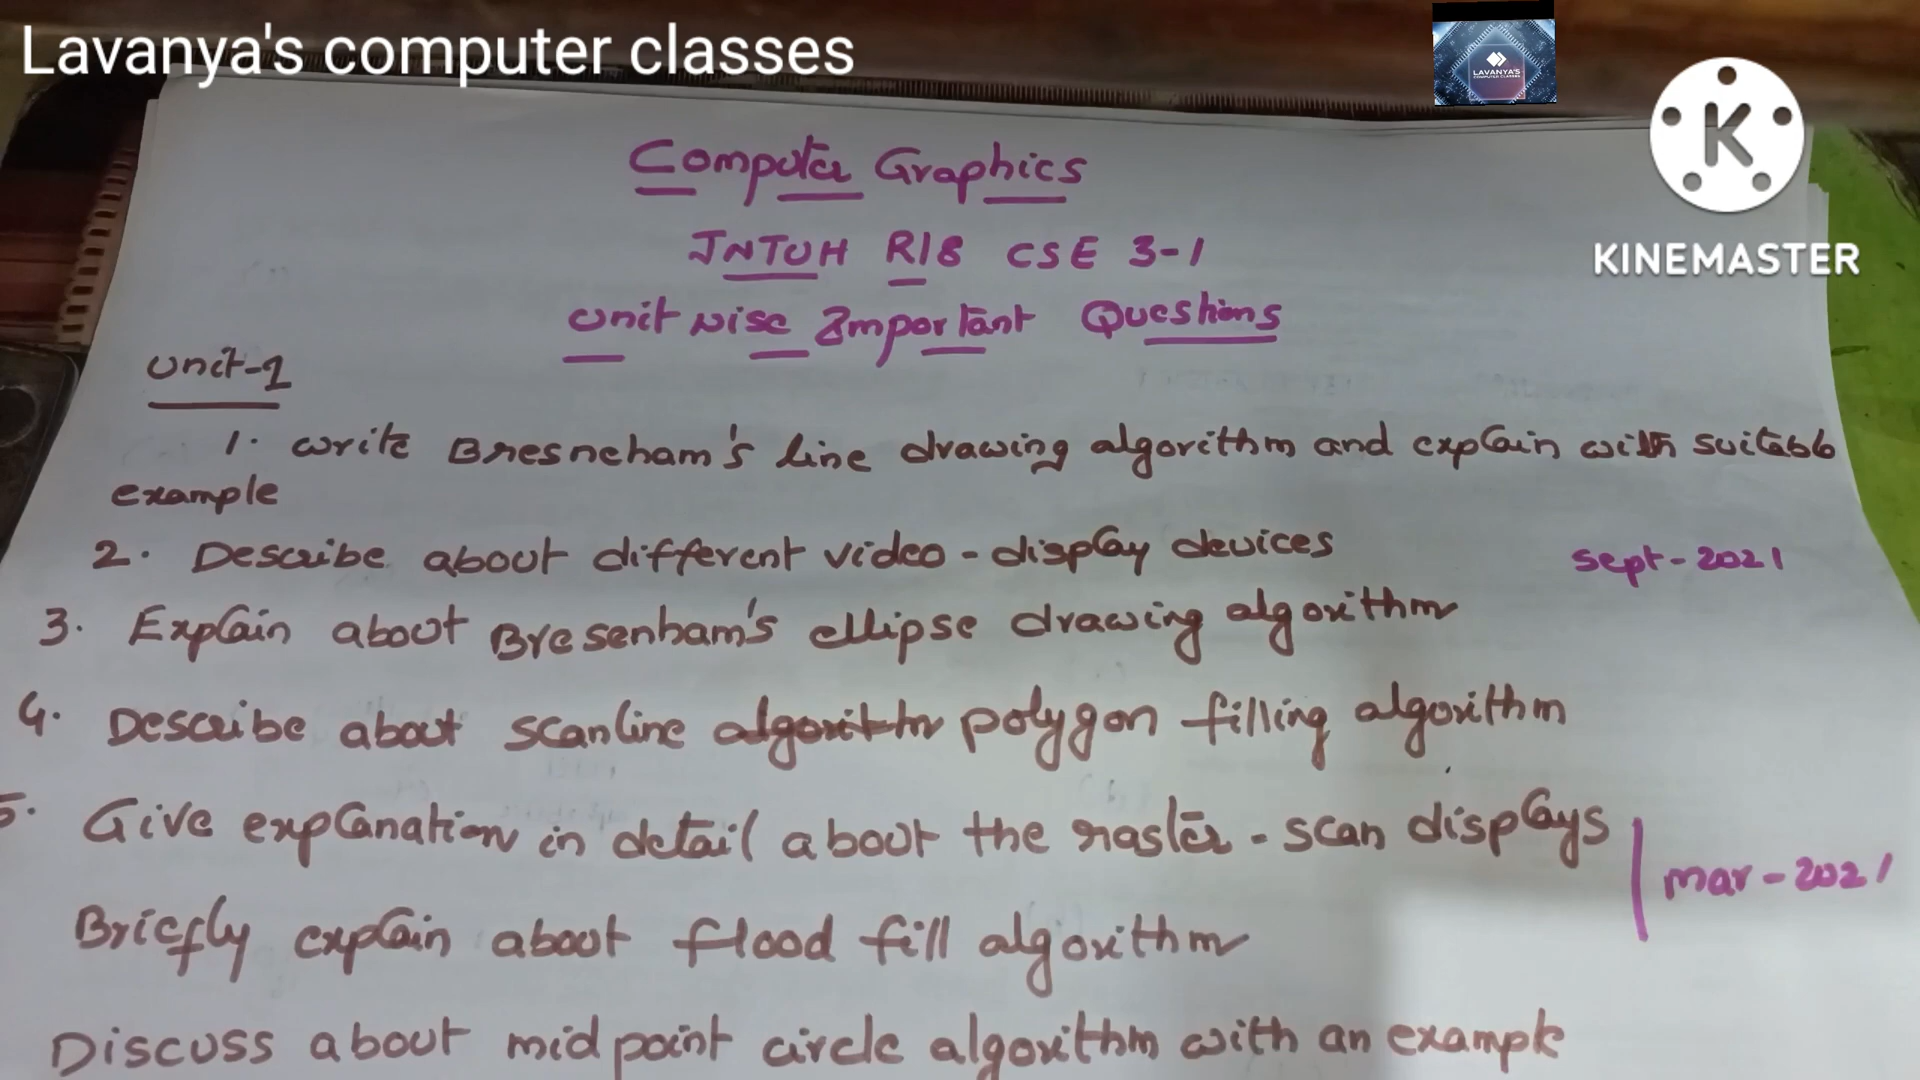 Lavanya's computer classes
LAVANYA'S
COMPUTER CLASSES
KINEMASTER
Computer Graphics
JNTUH R18 CSE 3-1
Unit wise Important Questions
Unit-1
1. write Bresneham's line drawing algorithm and explain with suitable
example
2. Describe about different video-display devices sept-2021
3. Explain about Bresenham's ellipse drawing algorithm
4. Describe about scanline algorithm polygon filling algorithm
5. Give explanation in detail about the raster-scan displays
mar-2021
Briefly explain about flood fill algorithm
Discuss about midpoint circle algorithm with an example